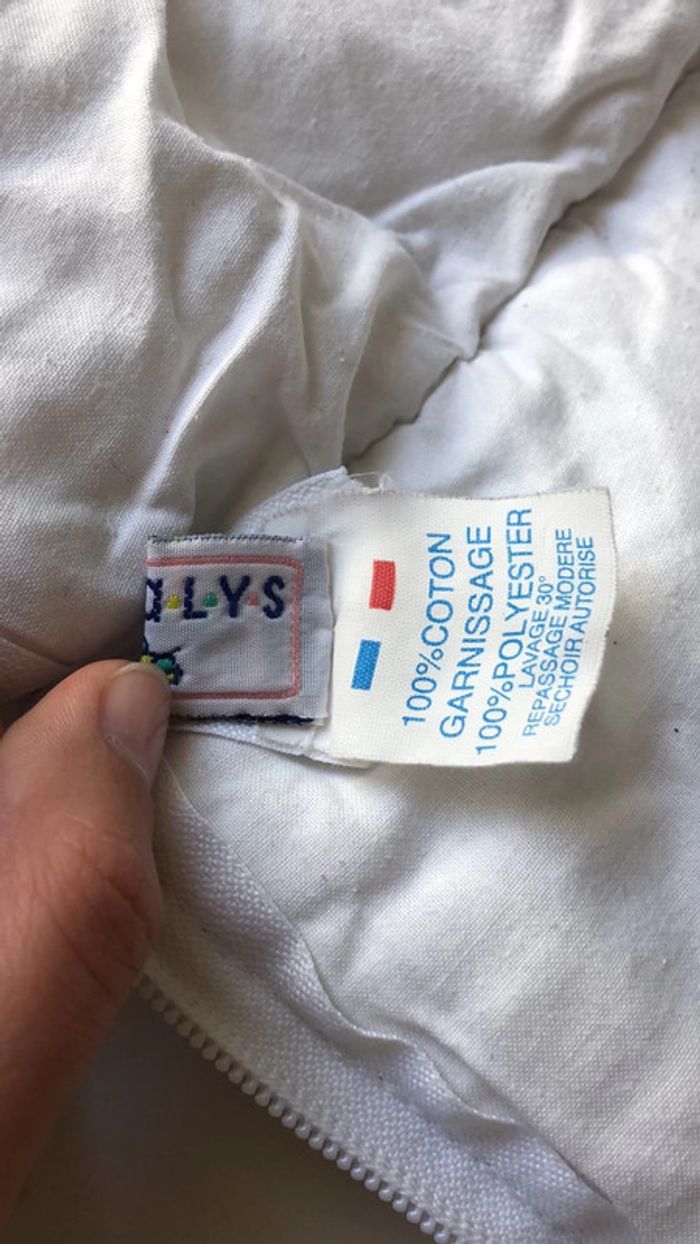 L·Y·S
100%COTON
GARNISSAGE
100%POLYESTER
LAVAGE 30°
REPASSAGE MODERE
SECHOIR AUTORISE